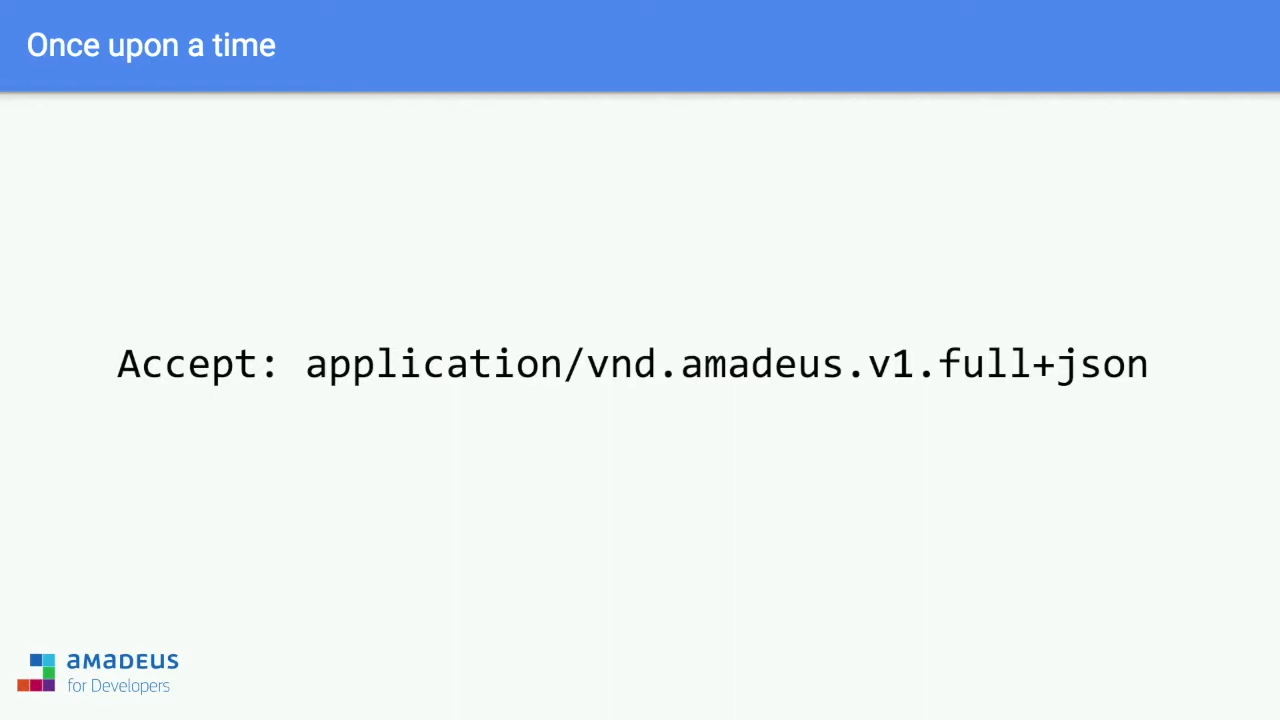 Once upon a time
Accept: application/vnd.amadeus.v1.full+json
amadeus
for Developers